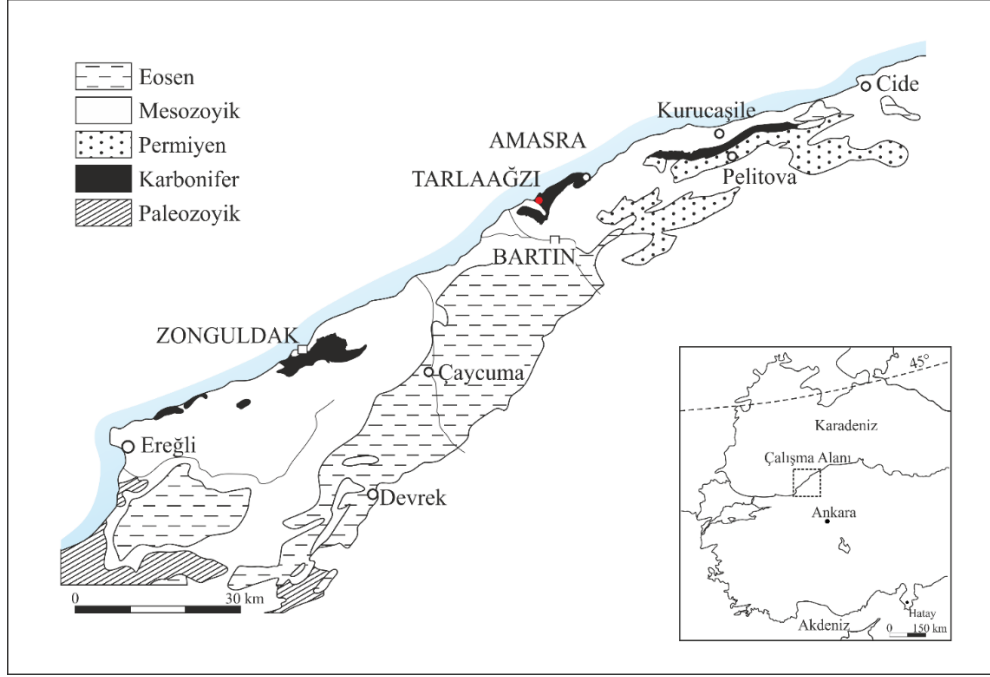 Eosen
Mesozoyik
Permiyen
Karbonifer
Paleozoyik
Cide
Kurucaşile
AMASRA
TARLAAĞZI
Pelitova
BARTIN
ZONGULDAK
Çaycuma
Ereğli
Devrek
0 30 km
45°
Karadeniz
Çalışma Alanı
Ankara
Hatay
Akdeniz
0 150 km